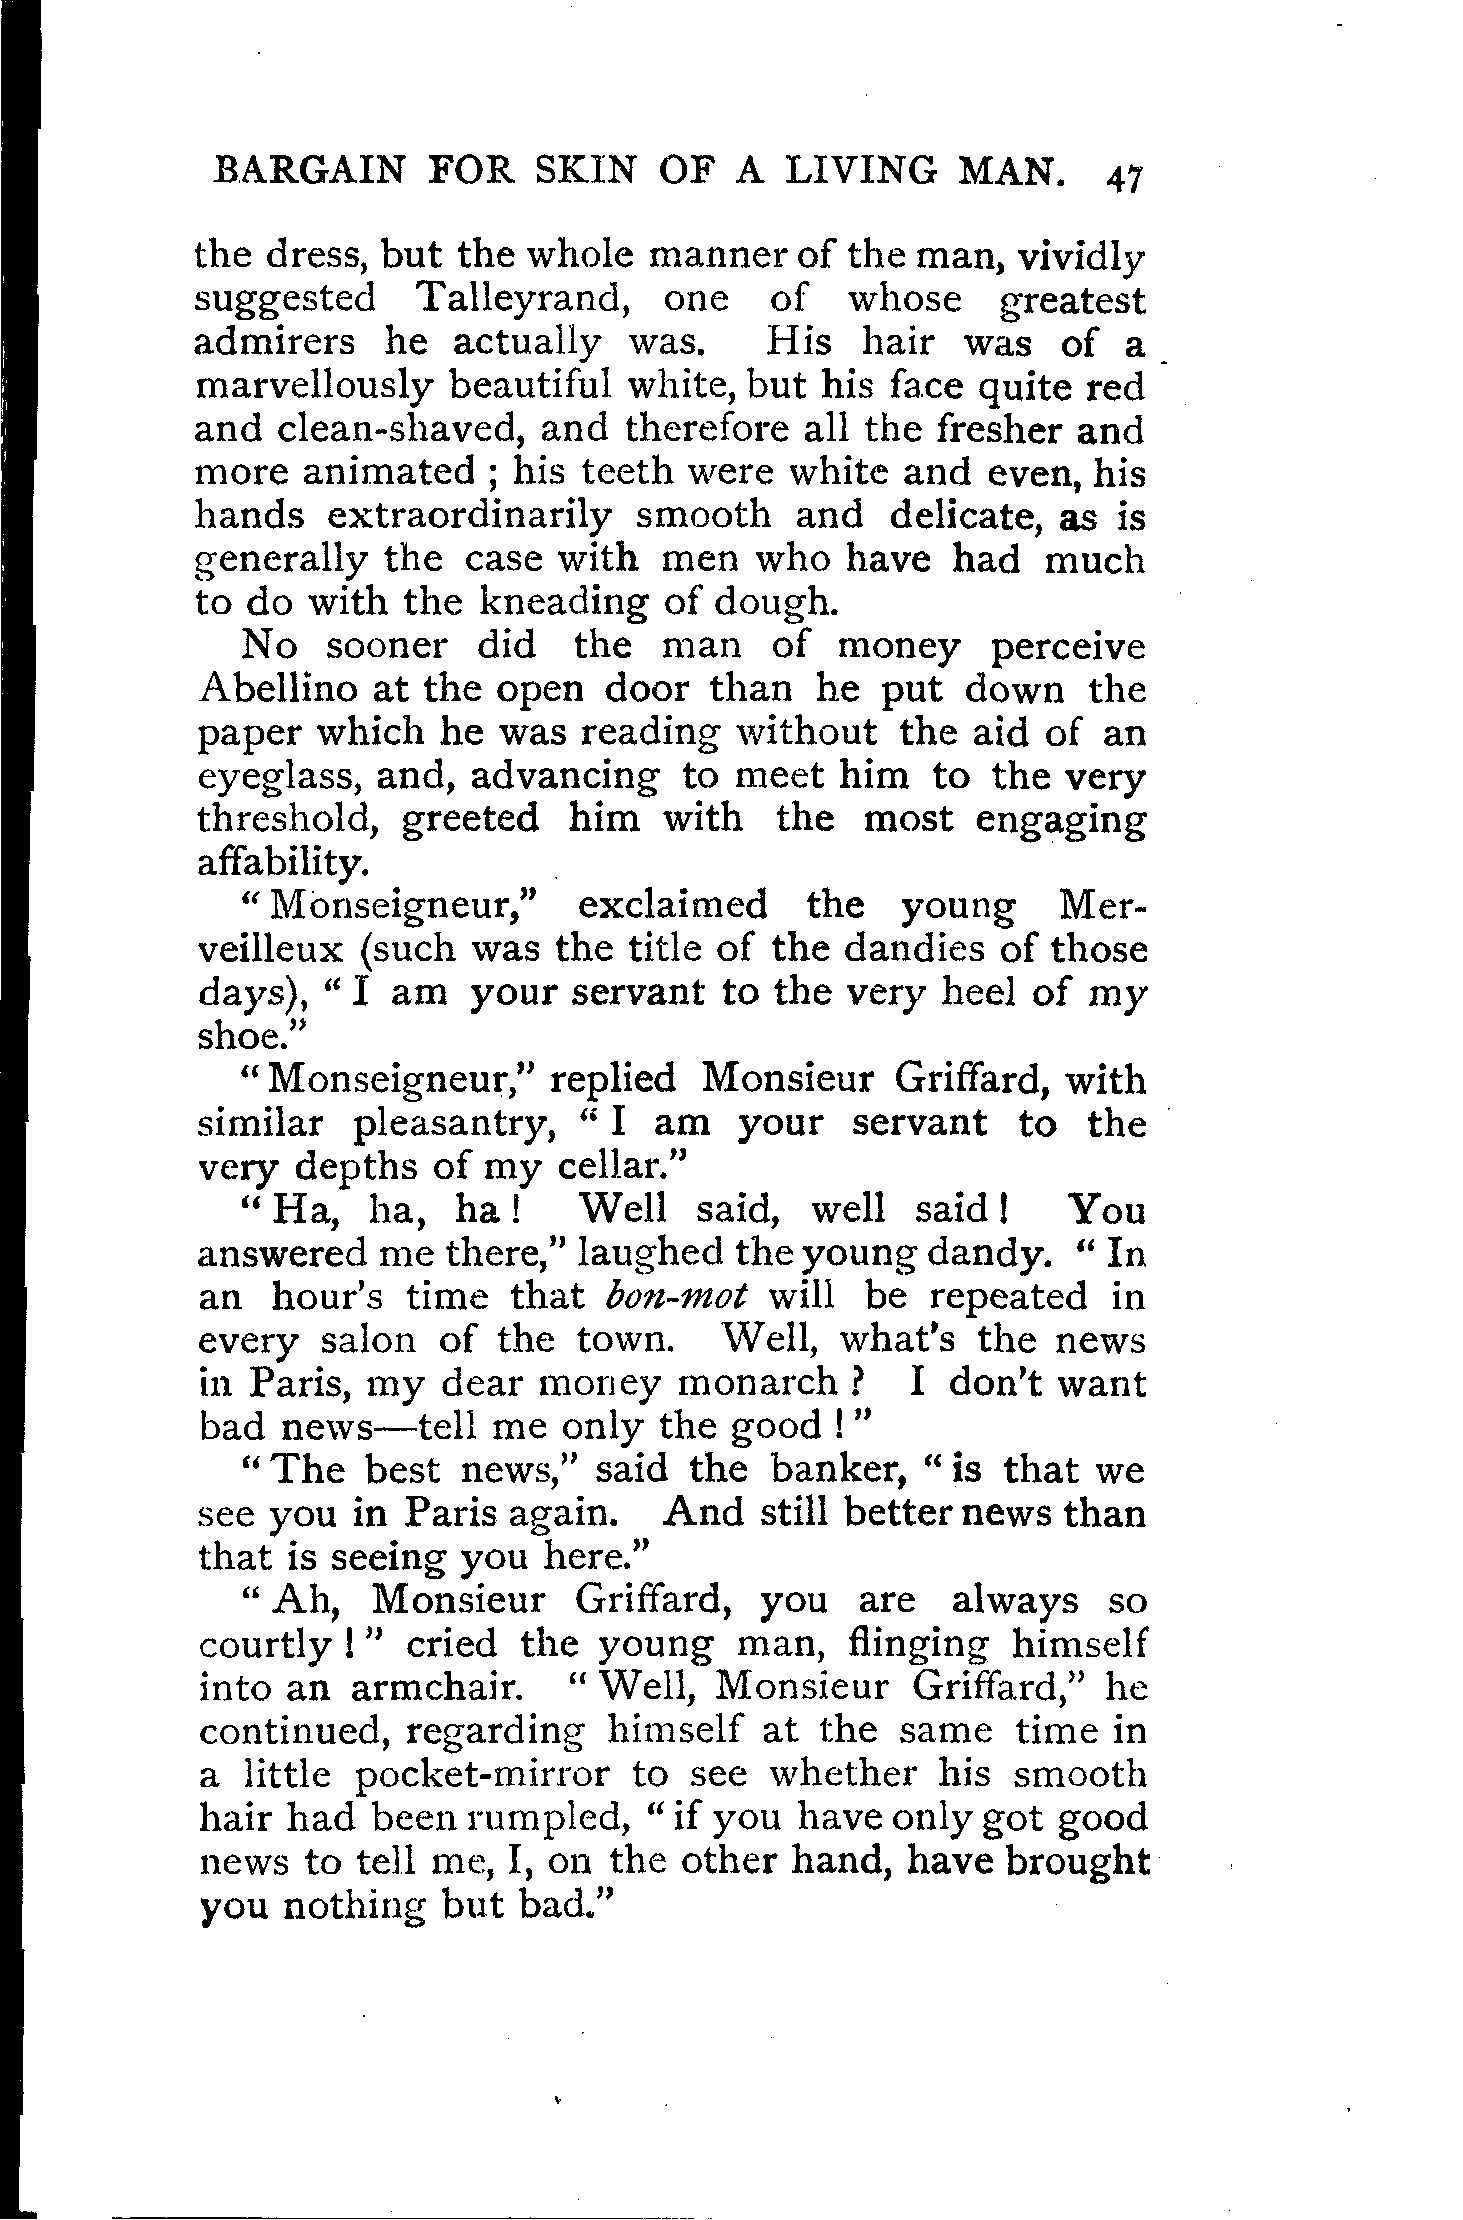 BARGAIN FOR SKIN OF A LIVING MAN. 47
the dress, but the whole manner of the man, vividly
suggested Talleyrand, one of whose greatest
admirers he actually was. His hair was of a
marvellously beautiful white, but his face quite red
and clean-shaved, and therefore all the fresher and
more animated ; his teeth were white and even, his
hands extraordinarily smooth and delicate, as is
generally the case with men who have had much
to do with the kneading of dough.
No sooner did the man of money perceive
Abellino at the open door than he put down the
paper which he was reading without the aid of an
eyeglass, and, advancing to meet him to the very
threshold, greeted him with the most engaging
affability.
" Monseigneur," exclaimed the young Mer-
veilleux (such was the title of the dandies of those
days), " I am your servant to the very heel of my
shoe."
" Monseigneur," replied Monsieur Griffard, with
similar pleasantry, " I am your servant to the
very depths of my cellar."
" Ha, ha, ha ! Well said, well said ! You
answered me there," laughed the young dandy. " In
an hour's time that bon-mot will be repeated in
every salon of the town. Well, what's the news
in Paris, my dear money monarch ? I don't want
bad news—tell me only the good ! "
" The best news," said the banker, " is that we
see you in Paris again. And still better news than
that is seeing you here."
" Ah, Monsieur Griffard, you are always so
courtly ! " cried the young man, flinging himself
into an armchair. " Well, Monsieur Griffard," he
continued, regarding himself at the same time in
a little pocket-mirror to see whether his smooth
hair had been rumpled, " if you have only got good
news to tell me, I, on the other hand, have brought
you nothing but bad."